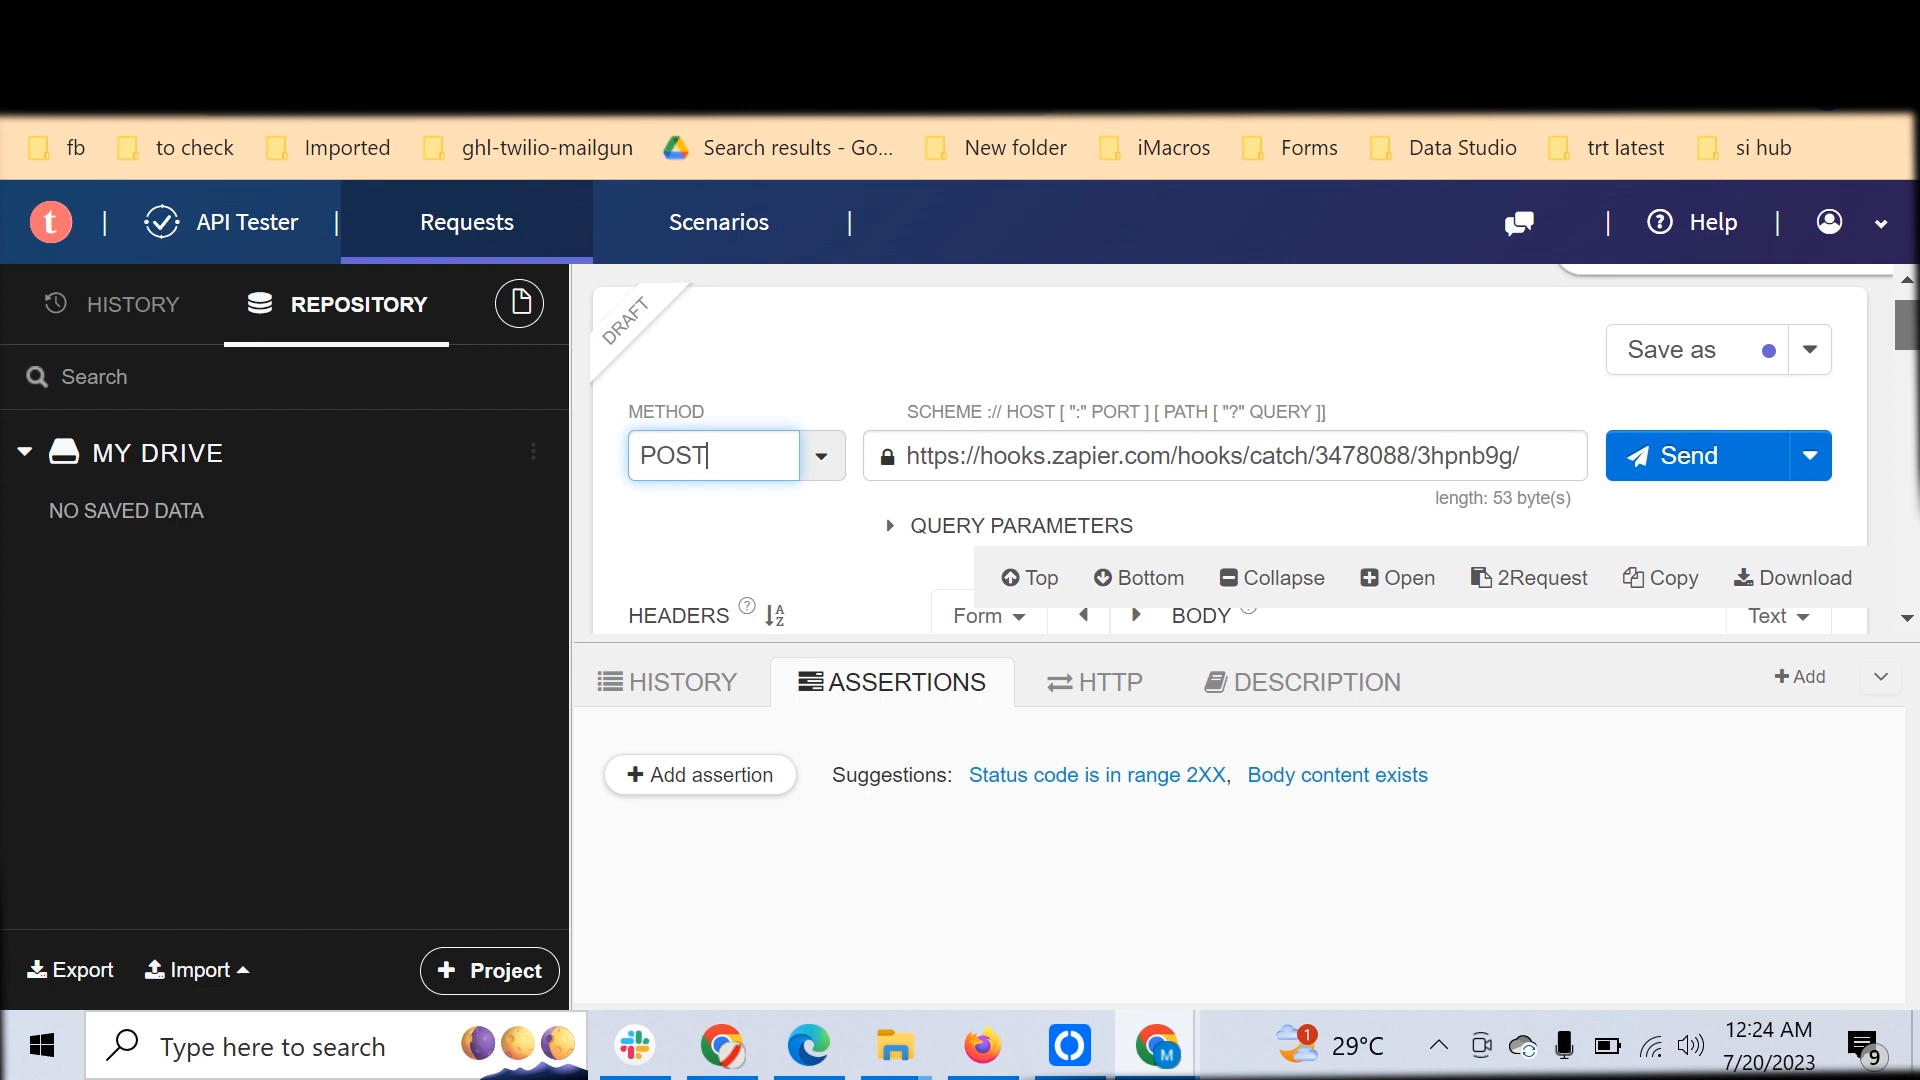 fb to check Imported ghl-twilio-mailgun Search results - Go... New folder iMacros Forms Data Studio trt latest si hub
t | API Tester | Requests Scenarios | | Help |
HISTORY REPOSITORY
Search
MY DRIVE
NO SAVED DATA
Export Import + Project
DRAFT
Save as
METHOD SCHEME :// HOST [ ":" PORT ] [ PATH [ "?" QUERY ]]
POST https://hooks.zapier.com/hooks/catch/3478088/3hpnb9g/ Send
length: 53 byte(s)
QUERY PARAMETERS
Top Bottom Collapse Open 2Request Copy Download
HEADERS ? A Z Form BODY Text
HISTORY ASSERTIONS HTTP DESCRIPTION + Add
+ Add assertion Suggestions: Status code is in range 2XX, Body content exists
Type here to search M 1 29°C 12:24 AM
7/20/2023 9